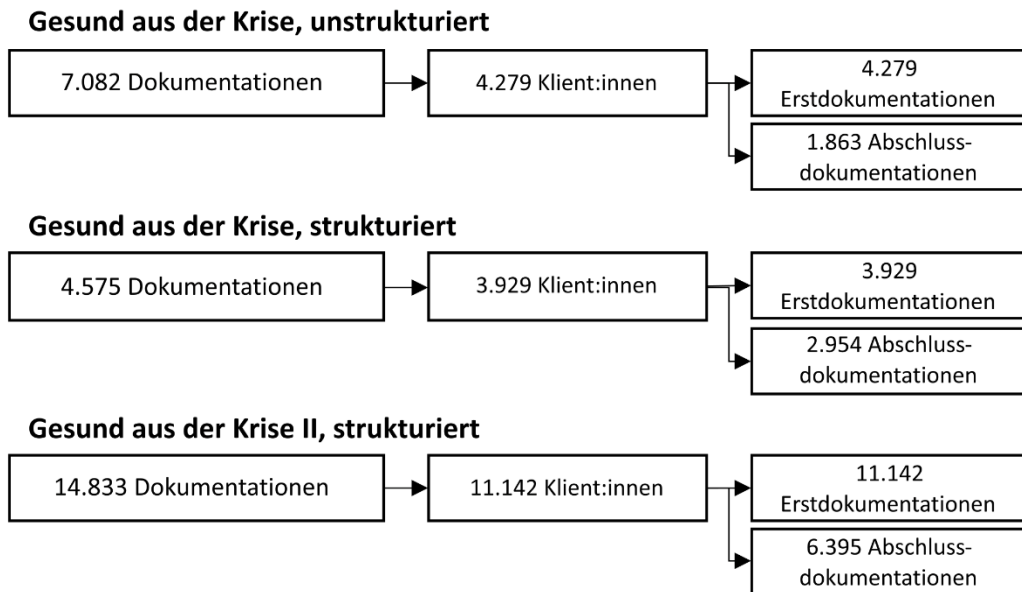 Gesund aus der Krise, unstrukturiert
7.082 Dokumentationen
4.279 Klient:innen
4.279
Erstdokumentationen
1.863 Abschluss-
dokumentationen
Gesund aus der Krise, strukturiert
4.575 Dokumentationen
3.929 Klient:innen
3.929
Erstdokumentationen
2.954 Abschluss-
dokumentationen
Gesund aus der Krise II, strukturiert
14.833 Dokumentationen
11.142 Klient:innen
11.142
Erstdokumentationen
6.395 Abschluss-
dokumentationen